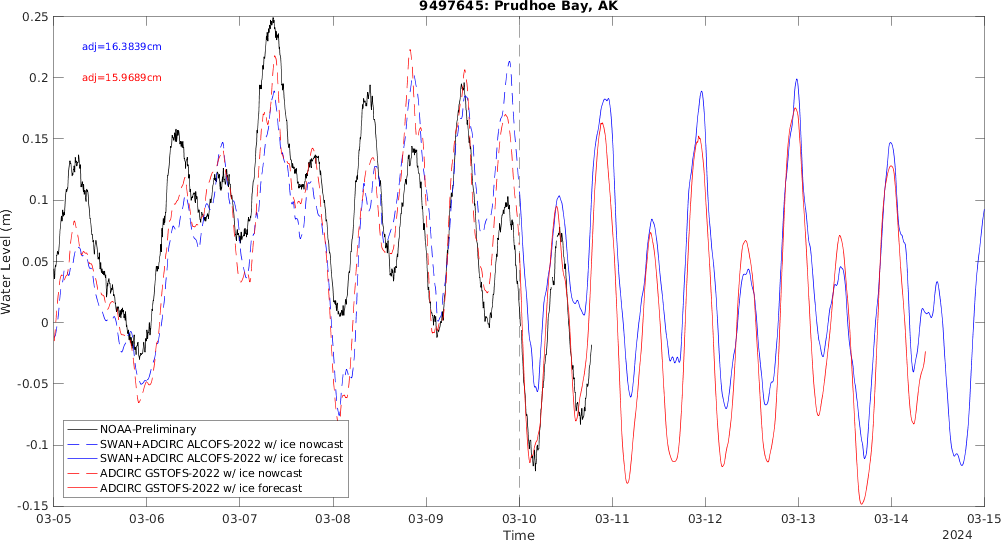 9497645: Prudhoe Bay, AK
adj=16.3839cm
adj=15.9689cm
Water Level (m)
0.25
0.2
0.15
0.1
0.05
0
-0.05
-0.1
-0.15
NOAA-Preliminary
SWAN+ADCIRC ALCOFS-2022 w/ ice nowcast
SWAN+ADCIRC ALCOFS-2022 w/ ice forecast
ADCIRC GSTOFS-2022 w/ ice nowcast
ADCIRC GSTOFS-2022 w/ ice forecast
03-05 03-06 03-07 03-08 03-09 03-10 03-11 03-12 03-13 03-14 03-15
Time
2024